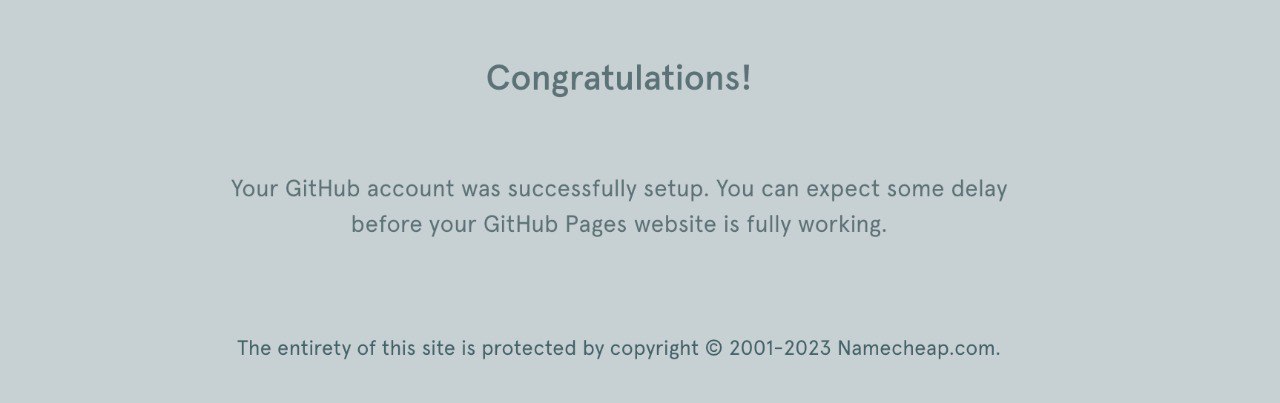 Congratulations!
Your GitHub account was successfully setup. You can expect some delay
before your GitHub Pages website is fully working.
The entirety of this site is protected by copyright © 2001-2023 Namecheap.com.